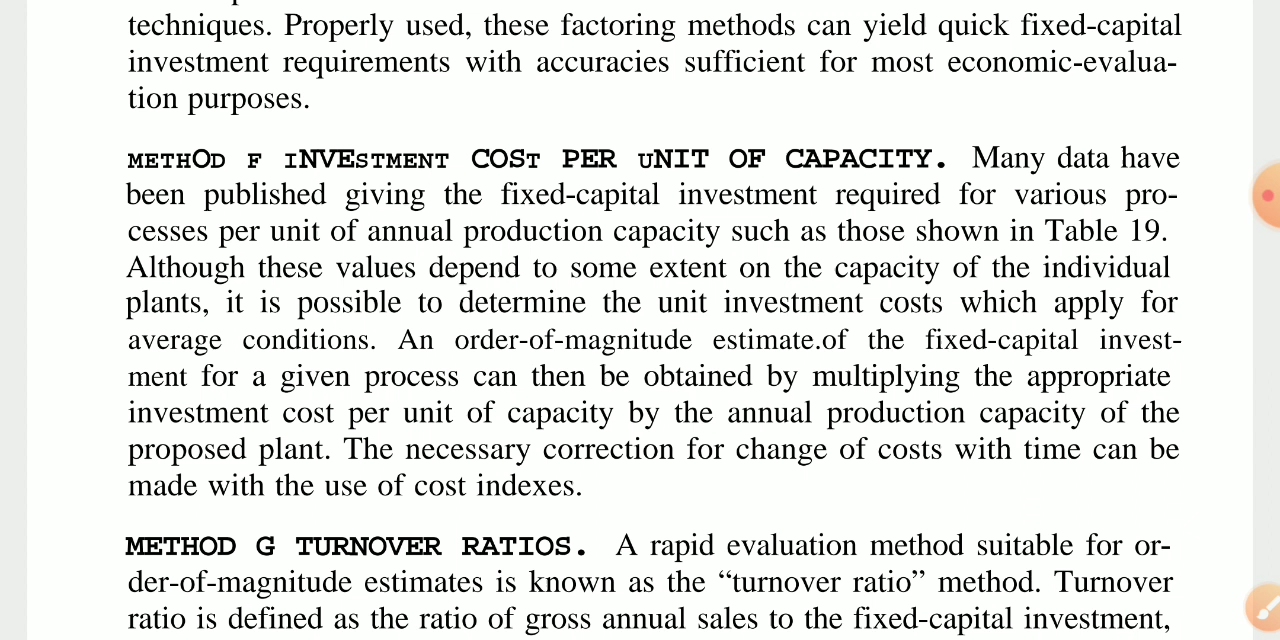 techniques. Properly used, these factoring methods can yield quick fixed-capital
investment requirements with accuracies sufficient for most economic-evalua-
tion purposes.
METHOD F INVESTMENT COST PER UNIT OF CAPACITY. Many data have
been published giving the fixed-capital investment required for various pro-
cesses per unit of annual production capacity such as those shown in Table 19.
Although these values depend to some extent on the capacity of the individual
plants, it is possible to determine the unit investment costs which apply for
average conditions. An order-of-magnitude estimate.of the fixed-capital invest-
ment for a given process can then be obtained by multiplying the appropriate
investment cost per unit of capacity by the annual production capacity of the
proposed plant. The necessary correction for change of costs with time can be
made with the use of cost indexes.
METHOD G TURNOVER RATIOS. A rapid evaluation method suitable for or-
der-of-magnitude estimates is known as the “turnover ratio” method. Turnover
ratio is defined as the ratio of gross annual sales to the fixed-capital investment,